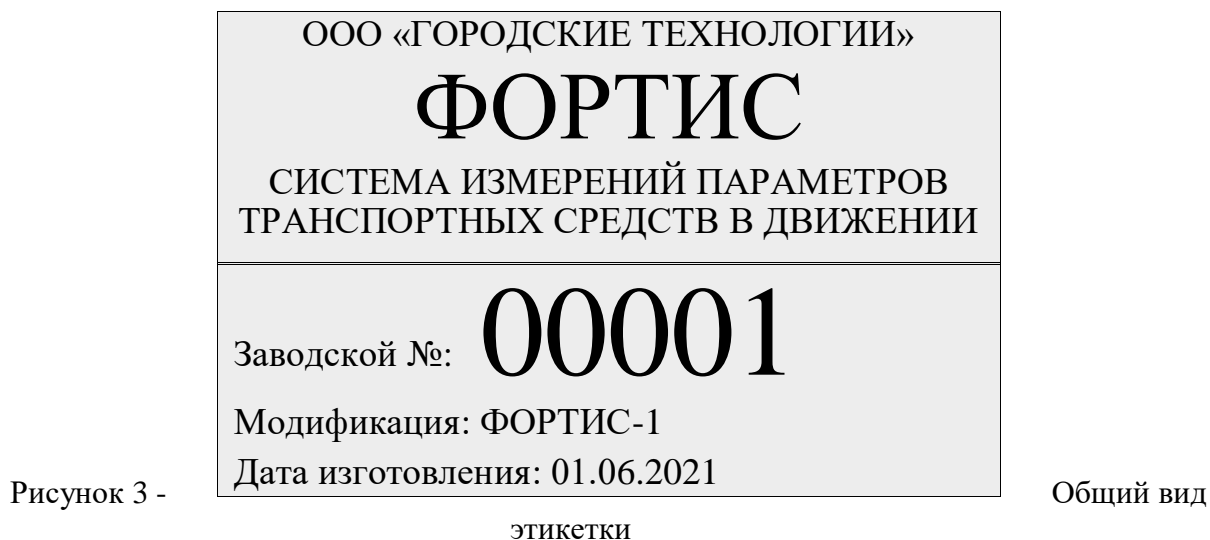 ООО «ГОРОДСКИЕ ТЕХНОЛОГИИ»
ФОРТИС
СИСТЕМА ИЗМЕРЕНИЙ ПАРАМЕТРОВ
ТРАНСПОРТНЫХ СРЕДСТВ В ДВИЖЕНИИ
Заводской №: 00001
Модификация: ФОРТИС-1
Дата изготовления: 01.06.2021
Рисунок 3 - Общий вид
этикетки